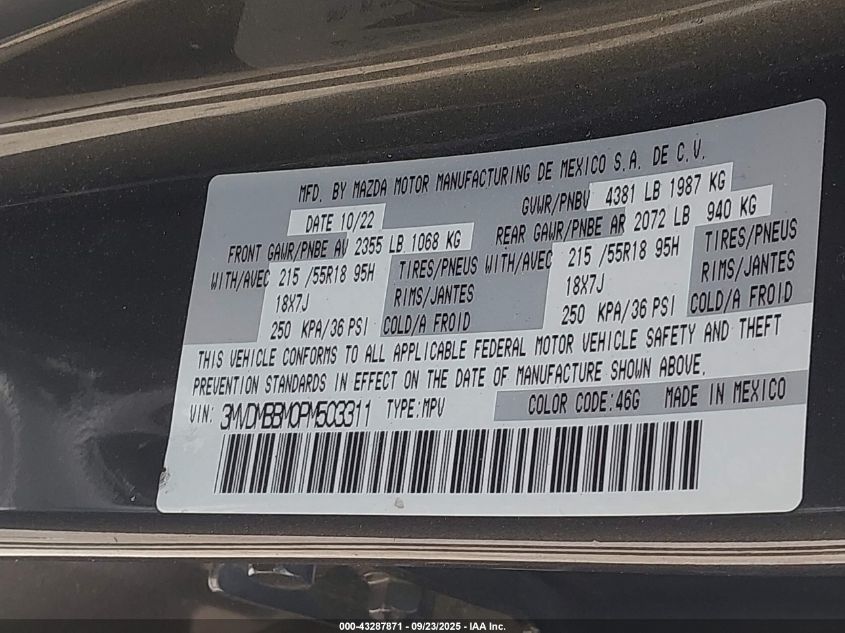 MFD. BY MAZDA MOTOR MANUFACTURING DE MEXICO S.A. DE C.V.
DATE 10/22 GVWR/PNBV 4381 LB 1987 KG
FRONT GAWR/PNBE AV 2355 LB 1068 KG REAR GAWR/PNBE AR 2072 LB 940 KG
WITH/AVEC 215 /55R18 95H TIRES/PNEUS WITH/AVEC 215 /55R18 95H TIRES/PNEUS
18X7J RIMS/JANTES 18X7J RIMS/JANTES
250 KPA/36 PSI COLD/A FROID 250 KPA/36 PSI COLD/A FROID
THIS VEHICLE CONFORMS TO ALL APPLICABLE FEDERAL MOTOR VEHICLE SAFETY AND THEFT
PREVENTION STANDARDS IN EFFECT ON THE DATE OF MANUFACTURE SHOWN ABOVE.
VIN: 3MVDMBBM0PM503311 TYPE:MPV COLOR CODE:46G MADE IN MEXICO
000-43287871 - 09/23/2025 - IAA Inc.